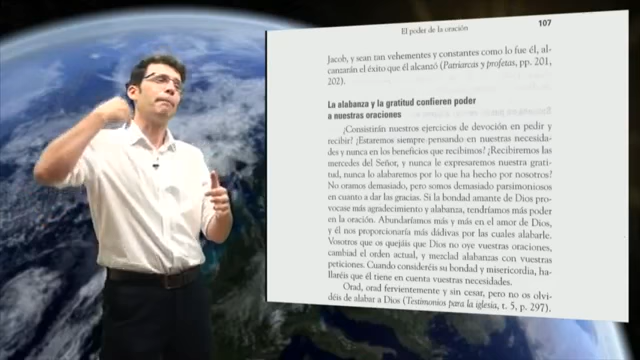 El poder de la oración 107
Jacob, y sean tan vehementes y constantes como lo fue él, al-
canzarán el éxito que él alcanzó (Patriarcas y profetas, pp. 201,
202).
La alabanza y la gratitud confieren poder
a nuestras oraciones
¿Consistirán nuestros ejercicios de devoción en pedir y
recibir? ¿Estaremos siempre pensando en nuestras necesida-
des y nunca en los beneficios que recibimos? ¿Recibiremos las
mercedes del Señor, y nunca le expresaremos nuestra grati-
tud, nunca lo alabaremos por lo que ha hecho por nosotros?
No oramos demasiado, pero somos demasiado parsimoniosos
en cuanto a dar las gracias. Si la bondad amante de Dios pro-
vocase más agradecimiento y alabanza, tendríamos más poder
en la oración. Abundaríamos más y más en el amor de Dios,
y él nos proporcionaría más dádivas por las cuales alabarle.
Vosotros que os quejáis que Dios no oye vuestras oraciones,
cambiad el orden actual, y mezclad alabanzas con vuestras
peticiones. Cuando consideréis su bondad y misericordia, ha-
llaréis que él tiene en cuenta vuestras necesidades.
Orad, orad fervientemente y sin cesar, pero no os olvi-
déis de alabar a Dios (Testimonios para la iglesia, t. 5, p. 297).